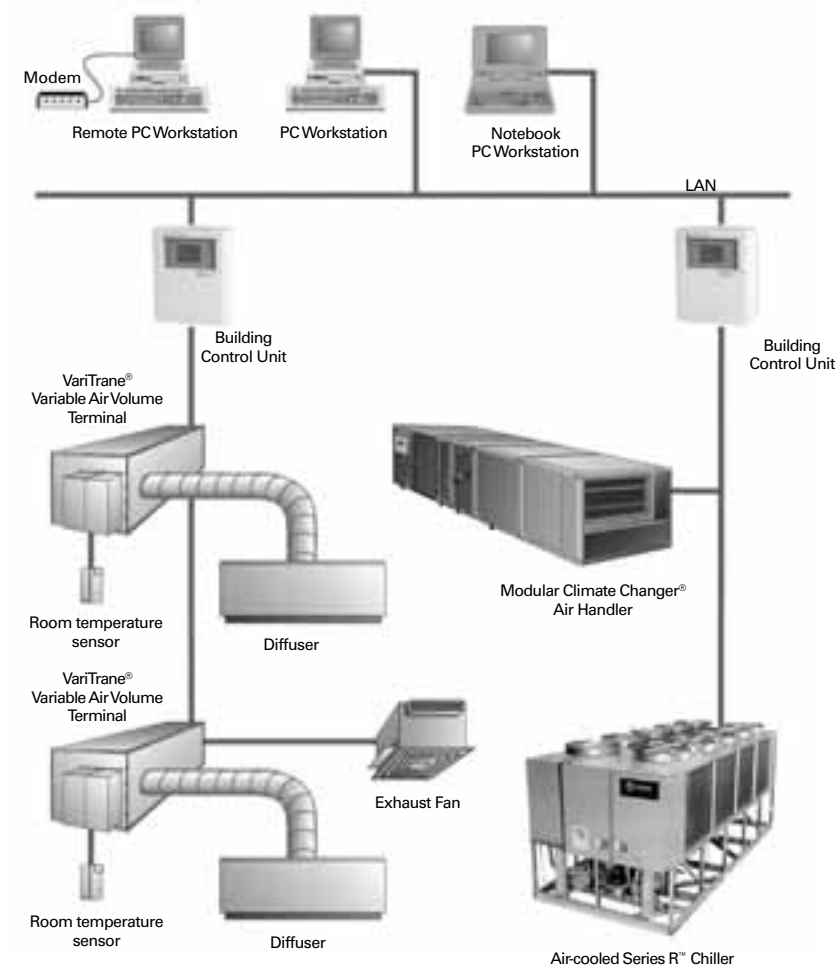 Modem
Remote PC Workstation
PC Workstation
Notebook
PC Workstation
LAN
Building
Control Unit
Building
Control Unit
VariTrane®
Variable Air Volume
Terminal
Room temperature
sensor
Diffuser
Modular Climate Changer®
Air Handler
VariTrane®
Variable Air Volume
Terminal
Exhaust Fan
Room temperature
sensor
Diffuser
Air-cooled Series R™ Chiller